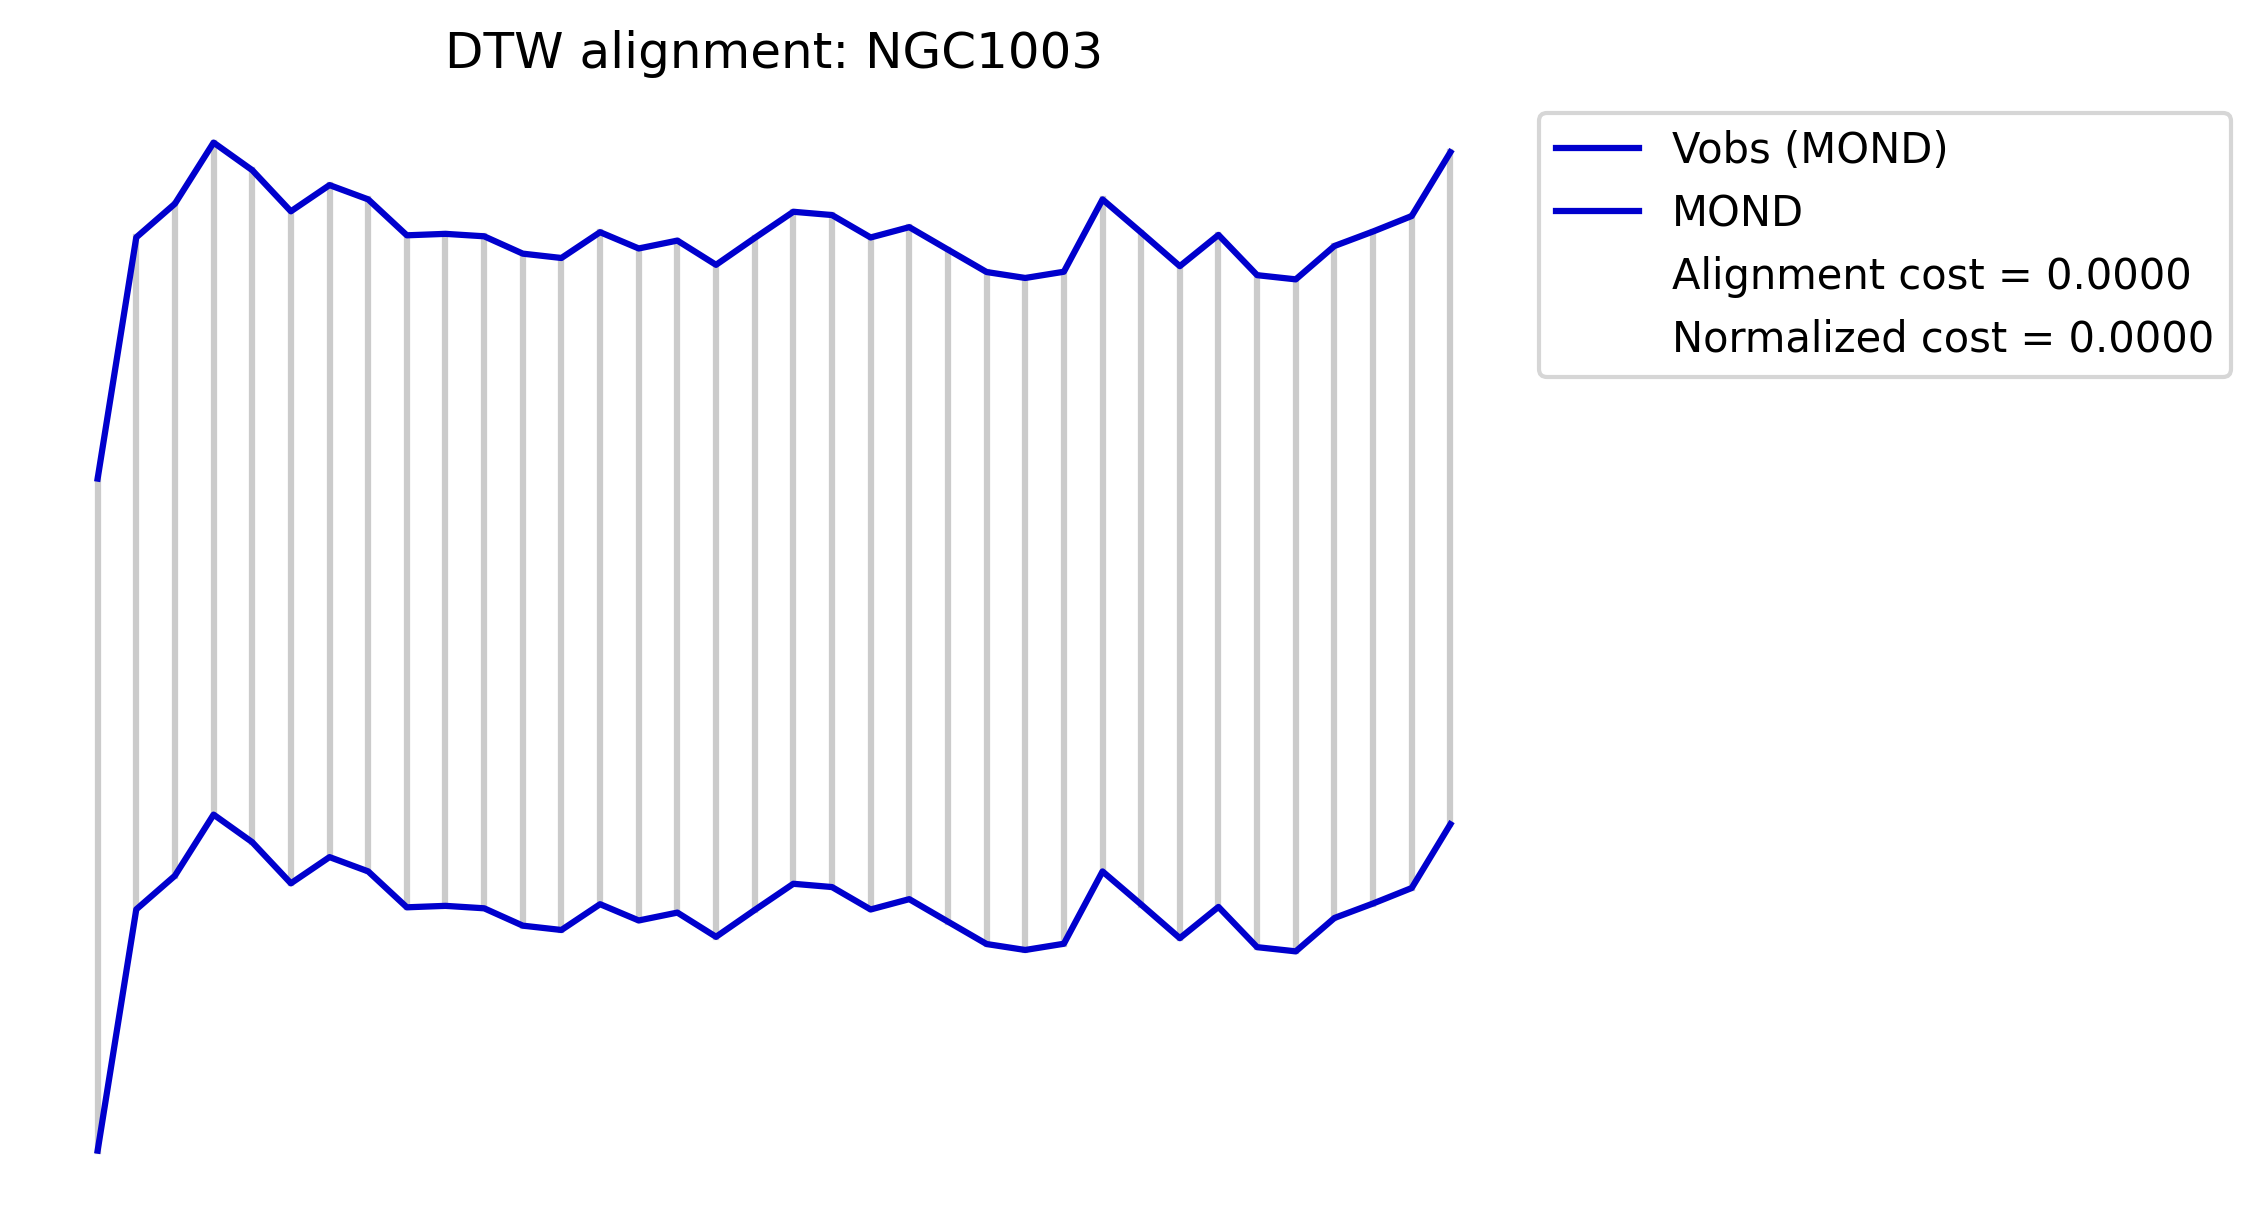 DTW alignment: NGC1003
Vobs (MOND)
MOND
Alignment cost = 0.0000
Normalized cost = 0.0000